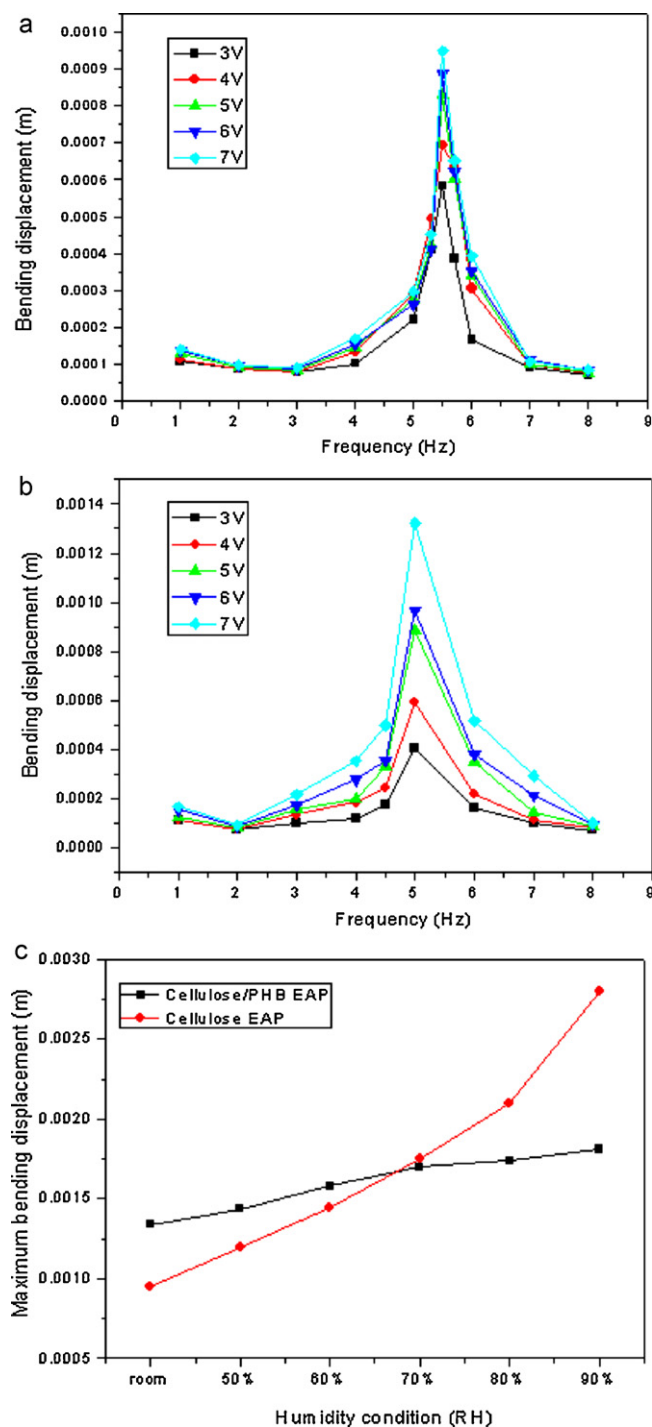 a
0.0010
0.0009
0.0008
0.0007
0.0006
0.0005
0.0004
0.0003
0.0002
0.0001
0.0000
Bending displacement (m)
3V
4V
5V
6V
7V
0 1 2 3 4 5 6 7 8 9
Frequency (Hz)
b
0.0014
0.0012
0.0010
0.0008
0.0006
0.0004
0.0002
0.0000
Bending displacement (m)
3V
4V
5V
6V
7V
0 1 2 3 4 5 6 7 8 9
Frequency (Hz)
c
0.0030
0.0025
0.0020
0.0015
0.0010
0.0005
Maximum bending displacement (m)
Cellulose/PHB EAP
Cellulose EAP
room 50% 60% 70% 80% 90%
Humidity condition (RH)